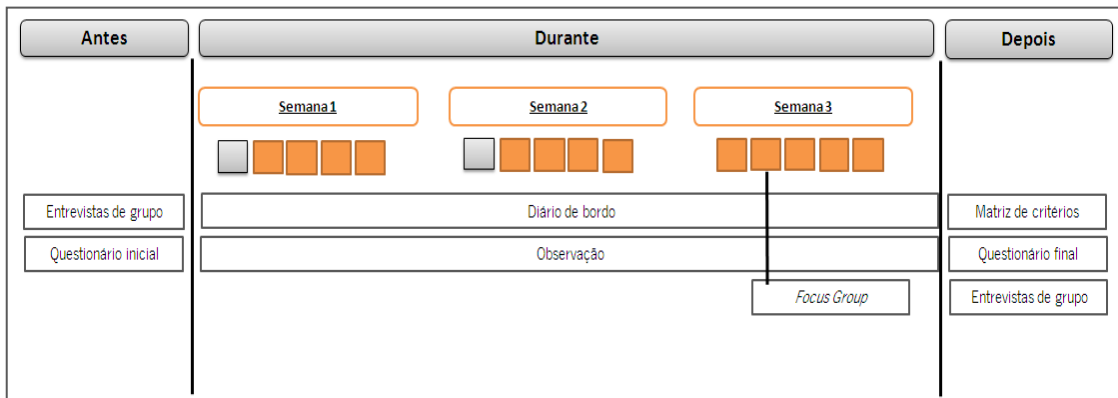 Antes
Durante
Depois
Semana 1
Semana 2
Semana 3
Entrevistas de grupo
Diário de bordo
Matriz de critérios
Questionário inicial
Observação
Questionário final
Focus Group
Entrevistas de grupo